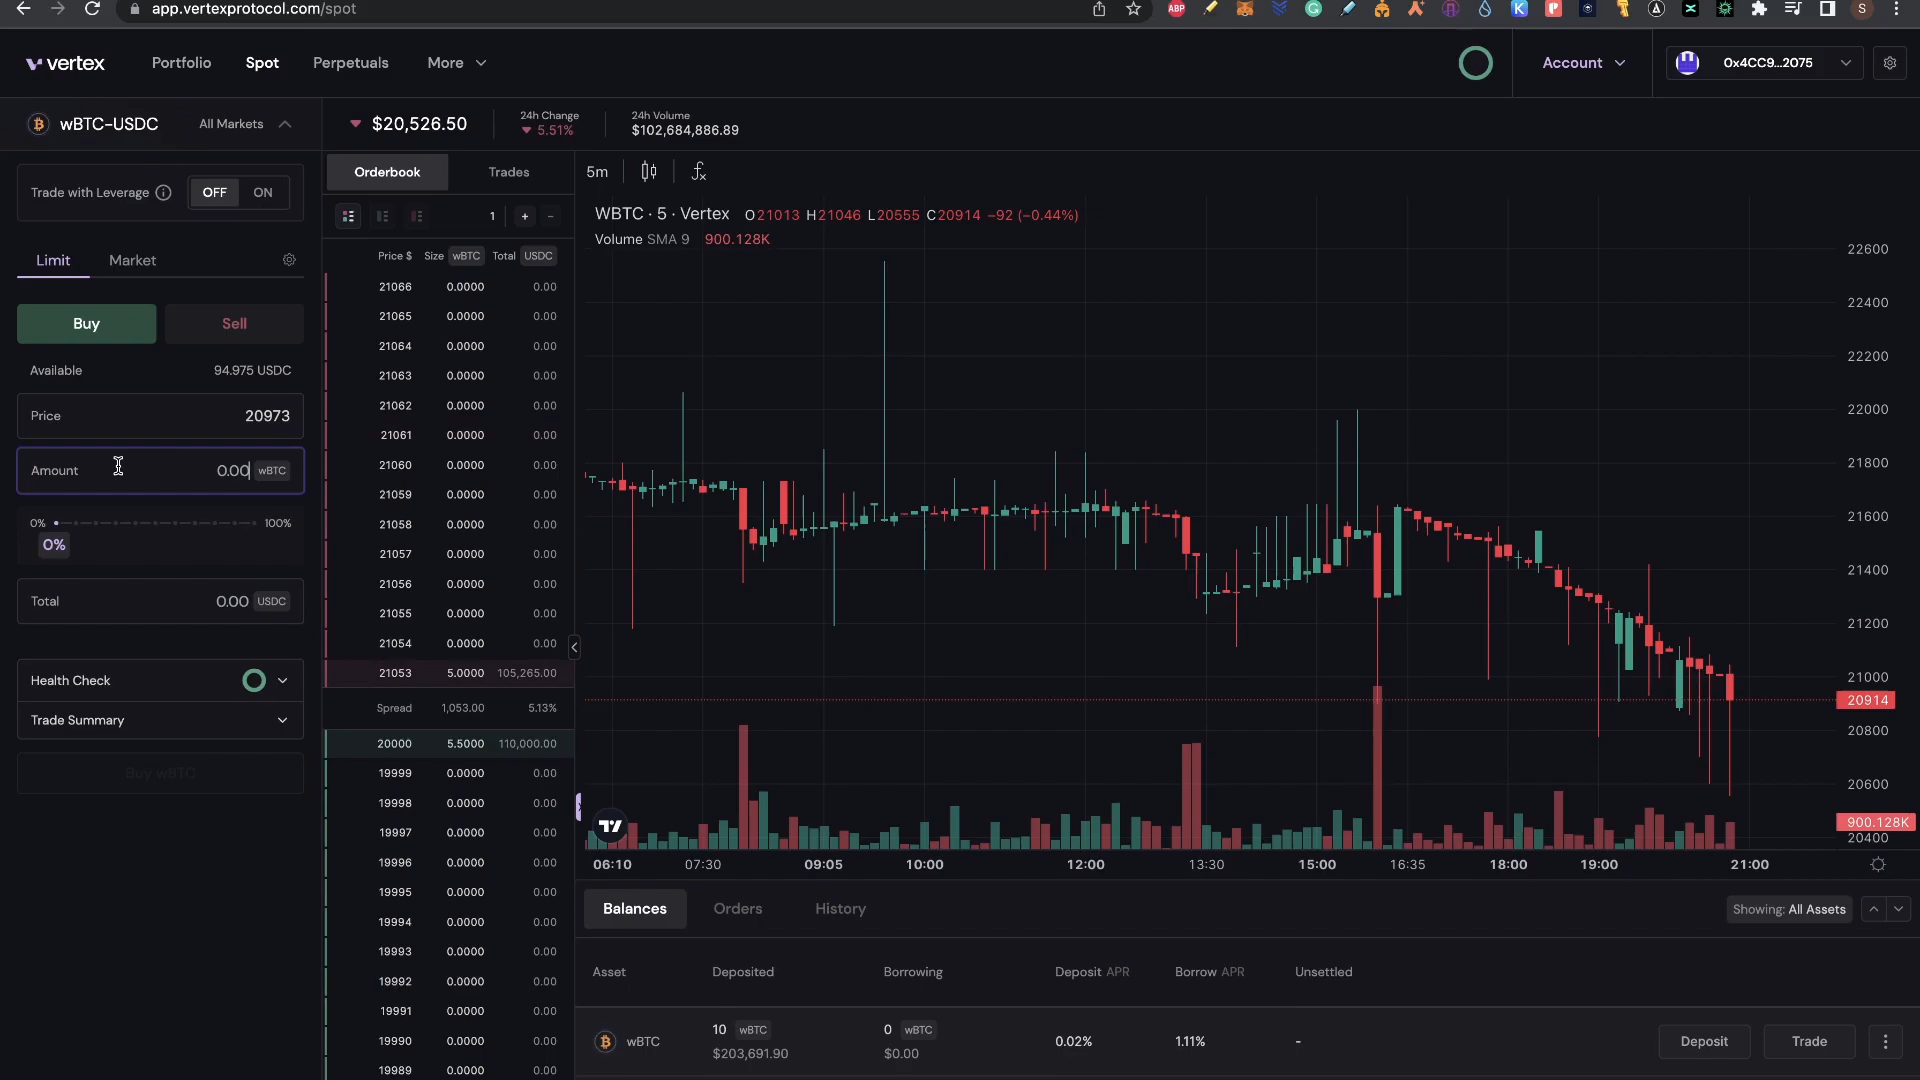 app.vertexprotocol.com/spot
ABP
S
vertex
Portfolio
Spot
Perpetuals
More
Account
0x4CC9...2075
wBTC-USDC
All Markets
$20,526.50
24h Change
5.51%
24h Volume
$102,684,886.89
Trade with Leverage
OFF
ON
Limit
Market
Buy
Sell
Available
94.975 USDC
Price
20973
Amount
0.00 wBTC
0%
100%
0%
Total
0.00 USDC
Health Check
Trade Summary
Buy wBTC
Orderbook
Trades
1
+
-
Price $ Size wBTC Total USDC
21066 0.0000 0.00
21065 0.0000 0.00
21064 0.0000 0.00
21063 0.0000 0.00
21062 0.0000 0.00
21061 0.0000 0.00
21060 0.0000 0.00
21059 0.0000 0.00
21058 0.0000 0.00
21057 0.0000 0.00
21056 0.0000 0.00
21055 0.0000 0.00
21054 0.0000 0.00
21053 5.0000 105,265.00
Spread 1,053.00 5.13%
20000 5.5000 110,000.00
19999 0.0000 0.00
19998 0.0000 0.00
19997 0.0000 0.00
19996 0.0000 0.00
19995 0.0000 0.00
19994 0.0000 0.00
19993 0.0000 0.00
19992 0.0000 0.00
19991 0.0000 0.00
19990 0.0000 0.00
19989 0.0000 0.00
5m
WBTC · 5 · Vertex O21013 H21046 L20555 C20914 −92 (−0.44%)
Volume SMA 9 900.128K
22600
22400
22200
22000
21800
21600
21400
21200
21000
20914
20800
20600
900.128K
20400
06:10 07:30 09:05 10:00 12:00 13:30 15:00 16:35 18:00 19:00 21:00
Balances
Orders
History
Showing: All Assets
Asset Deposited Borrowing Deposit APR Borrow APR Unsettled
wBTC
10 wBTC
$203,691.90
0 wBTC
$0.00
0.02%
1.11%
-
Deposit
Trade